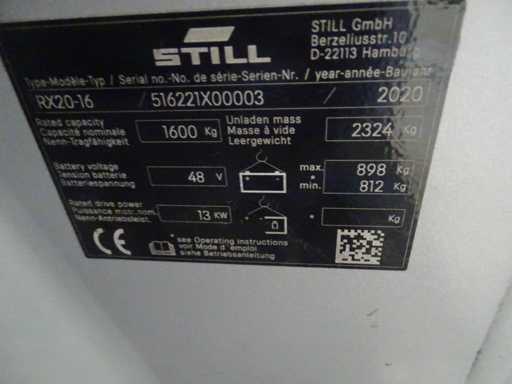 STILL
STILL GmbH
Berzeliusstr.10
D-22113 Hamburg
Type-Modèle-Typ / Serial no.-No. de série-Serien-Nr. / year-année-Baujahr
RX20-16 / 516221X00003 / 2020
Rated capacity
Capacité nominale
Nenn-Tragfähigkeit
1600 Kg
Unladen mass
Masse à vide
Leergewicht
2324 Kg
Battery voltage
Tension batterie
Batteriespannung
48 V
max. 898 Kg
*
min. 812 Kg
Rated drive power
Puissance mot. nom.
Nenn-Antriebsleist.
13 KW
* Kg
CE
*see Operating instructions
voir Mode d'emploi
siehe Betriebsanleitung